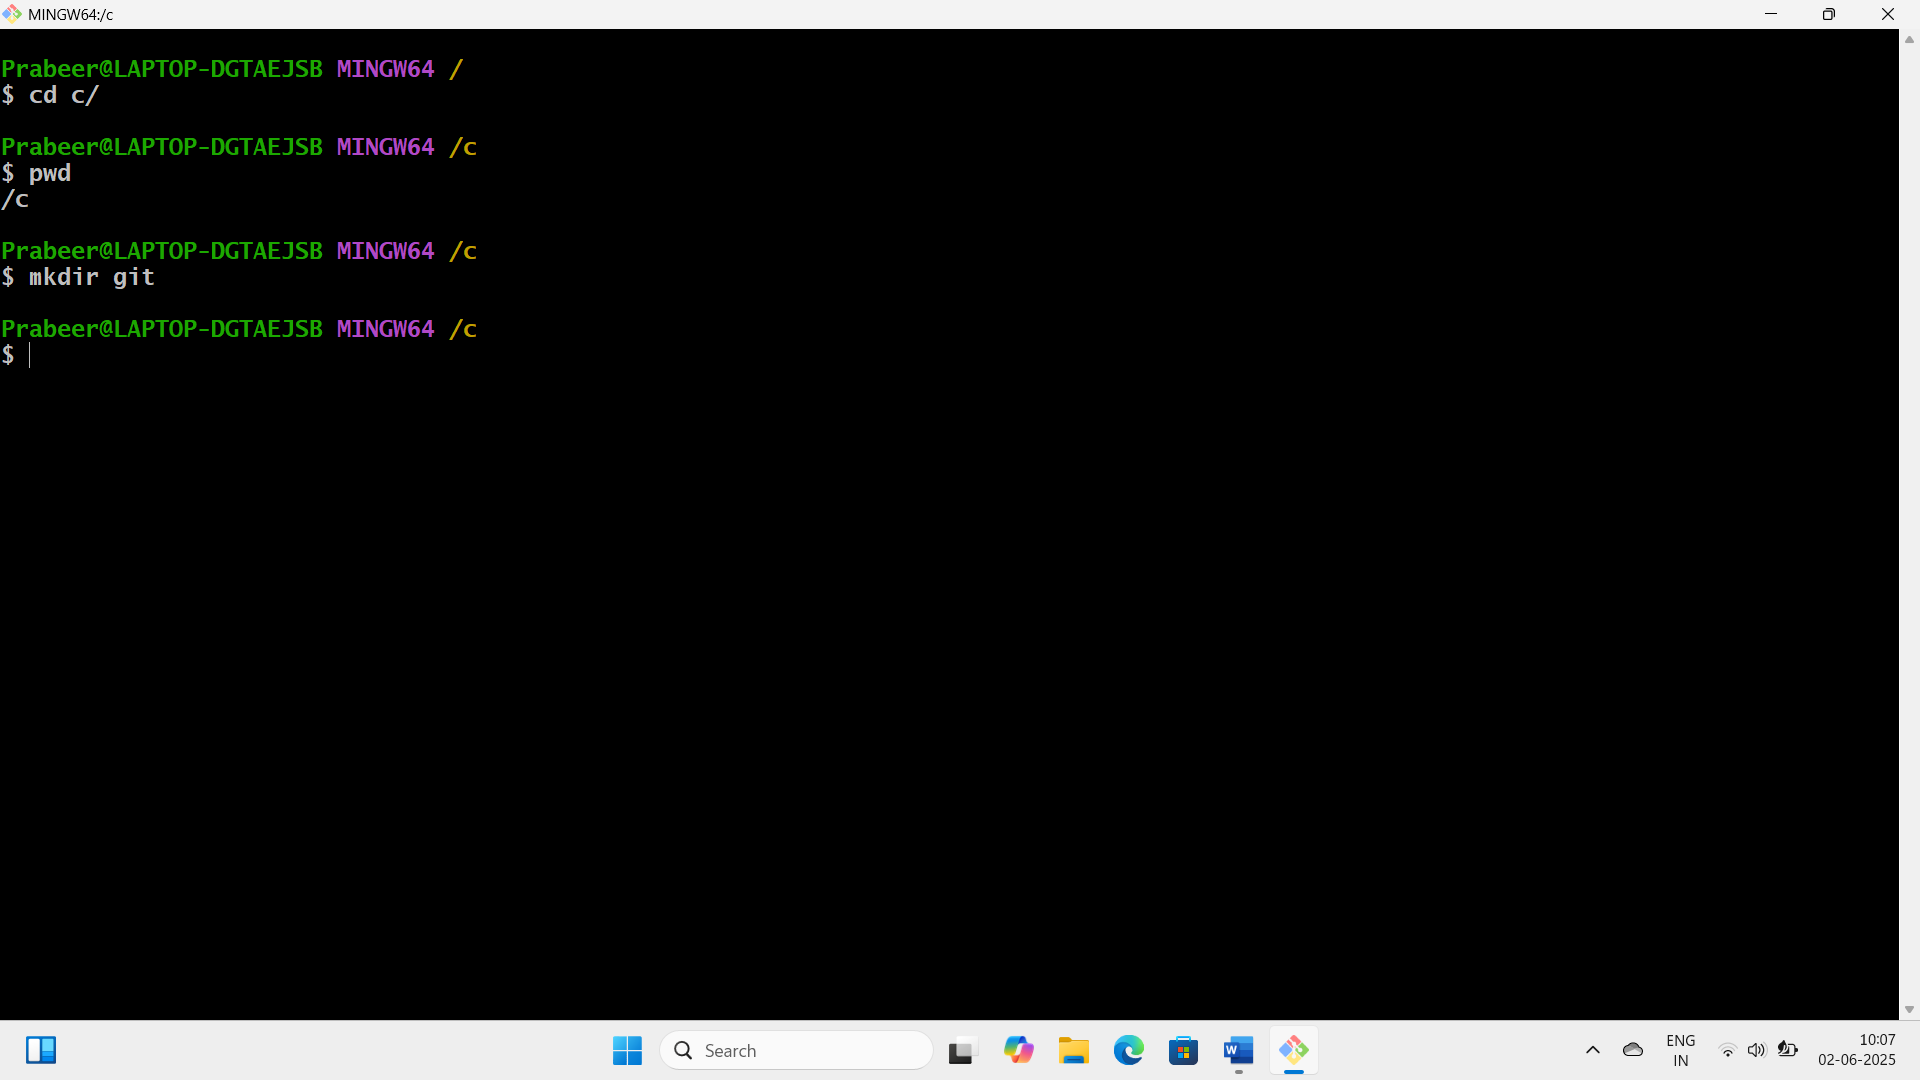 MINGW64:/c
Prabeer@LAPTOP-DGTAEJSB MINGW64 /
$ cd c/
Prabeer@LAPTOP-DGTAEJSB MINGW64 /c
$ pwd
/c
Prabeer@LAPTOP-DGTAEJSB MINGW64 /c
$ mkdir git
Prabeer@LAPTOP-DGTAEJSB MINGW64 /c
$
Search
W
ENG
IN
10:07
02-06-2025